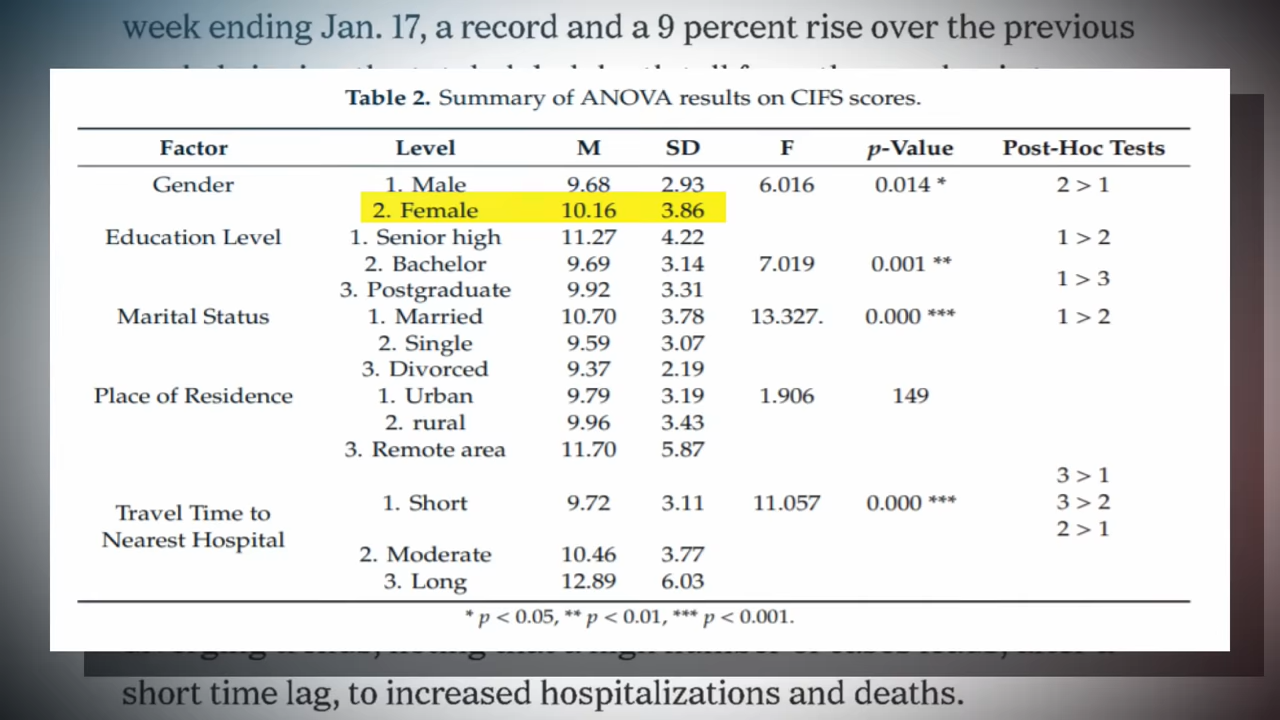 week ending Jan. 17, a record and a 9 percent rise over the previous
Table 2. Summary of ANOVA results on CIFS scores.
Factor Level M SD F p-Value Post-Hoc Tests
Gender 1. Male 9.68 2.93 6.016 0.014 * 2 > 1
2. Female 10.16 3.86
Education Level 1. Senior high 11.27 4.22 1 > 2
2. Bachelor 9.69 3.14 7.019 0.001 **
1 > 3
3. Postgraduate 9.92 3.31
Marital Status 1. Married 10.70 3.78 13.327. 0.000 *** 1 > 2
2. Single 9.59 3.07
3. Divorced 9.37 2.19
Place of Residence 1. Urban 9.79 3.19 1.906 149
2. rural 9.96 3.43
3. Remote area 11.70 5.87
3 > 1
Travel Time to 1. Short 9.72 3.11 11.057 0.000 *** 3 > 2
Nearest Hospital 2 > 1
2. Moderate 10.46 3.77
3. Long 12.89 6.03
* p < 0.05, ** p < 0.01, *** p < 0.001.
short time lag, to increased hospitalizations and deaths.